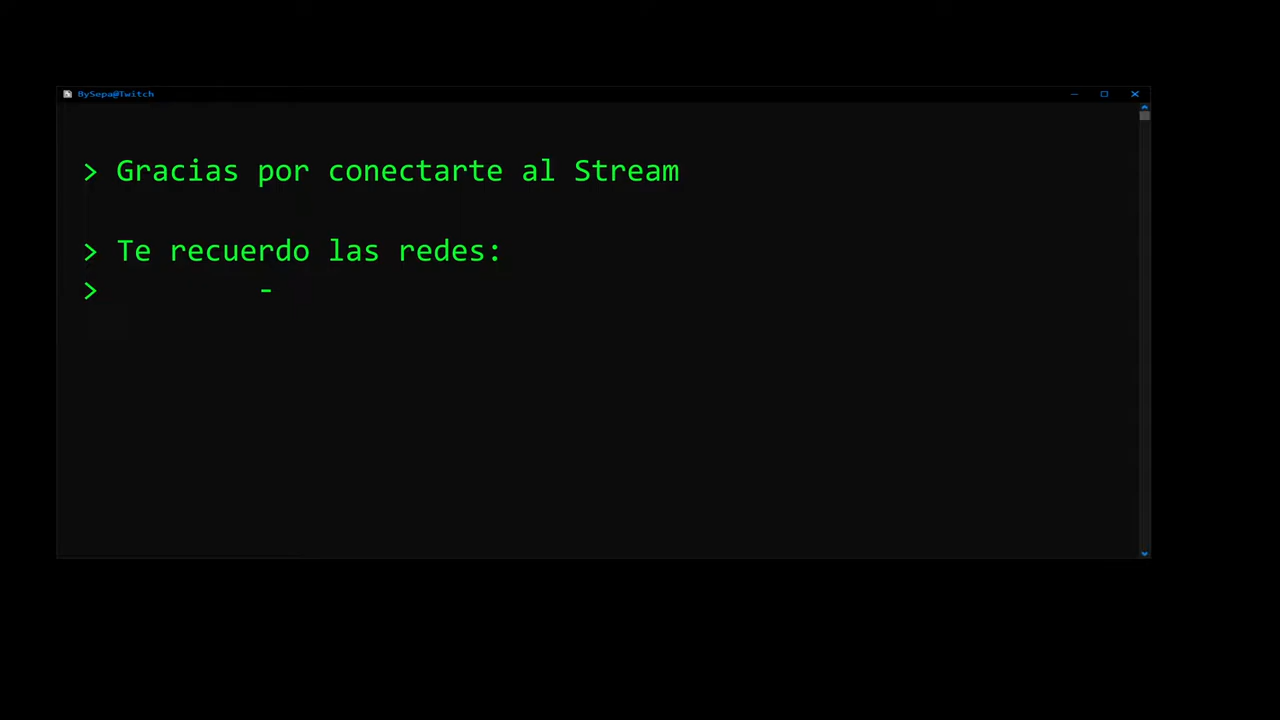 BySepa@Twitch
> Gracias por conectarte al Stream
> Te recuerdo las redes:
> -